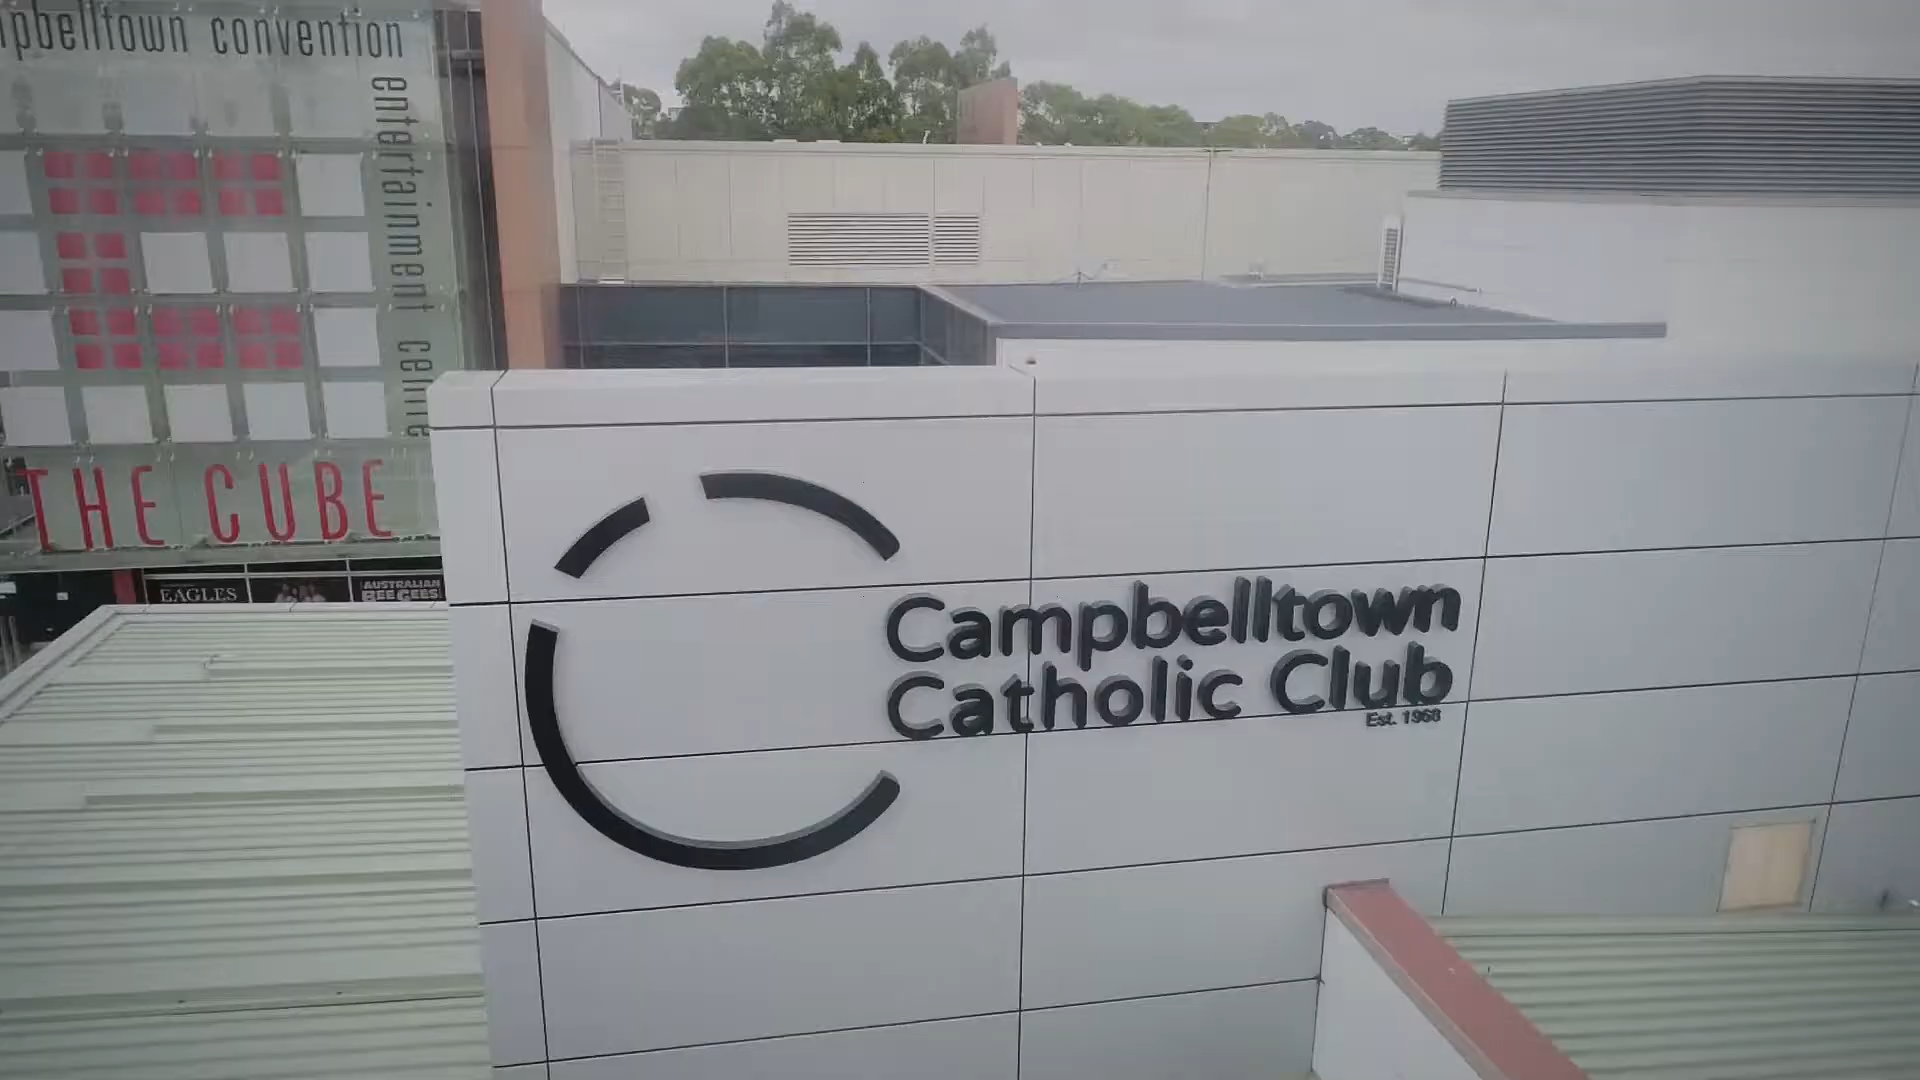 pbelltown convention
entertainment centre
THE CUBE
EAGLES
AUSTRALIAN
BEE GEES
Campbelltown
Catholic Club
Est. 1968